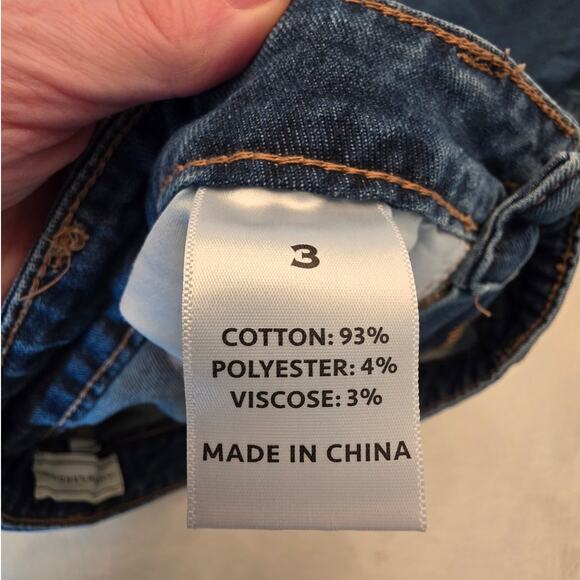 3
COTTON: 93%
POLYESTER: 4%
VISCOSE: 3%
MADE IN CHINA